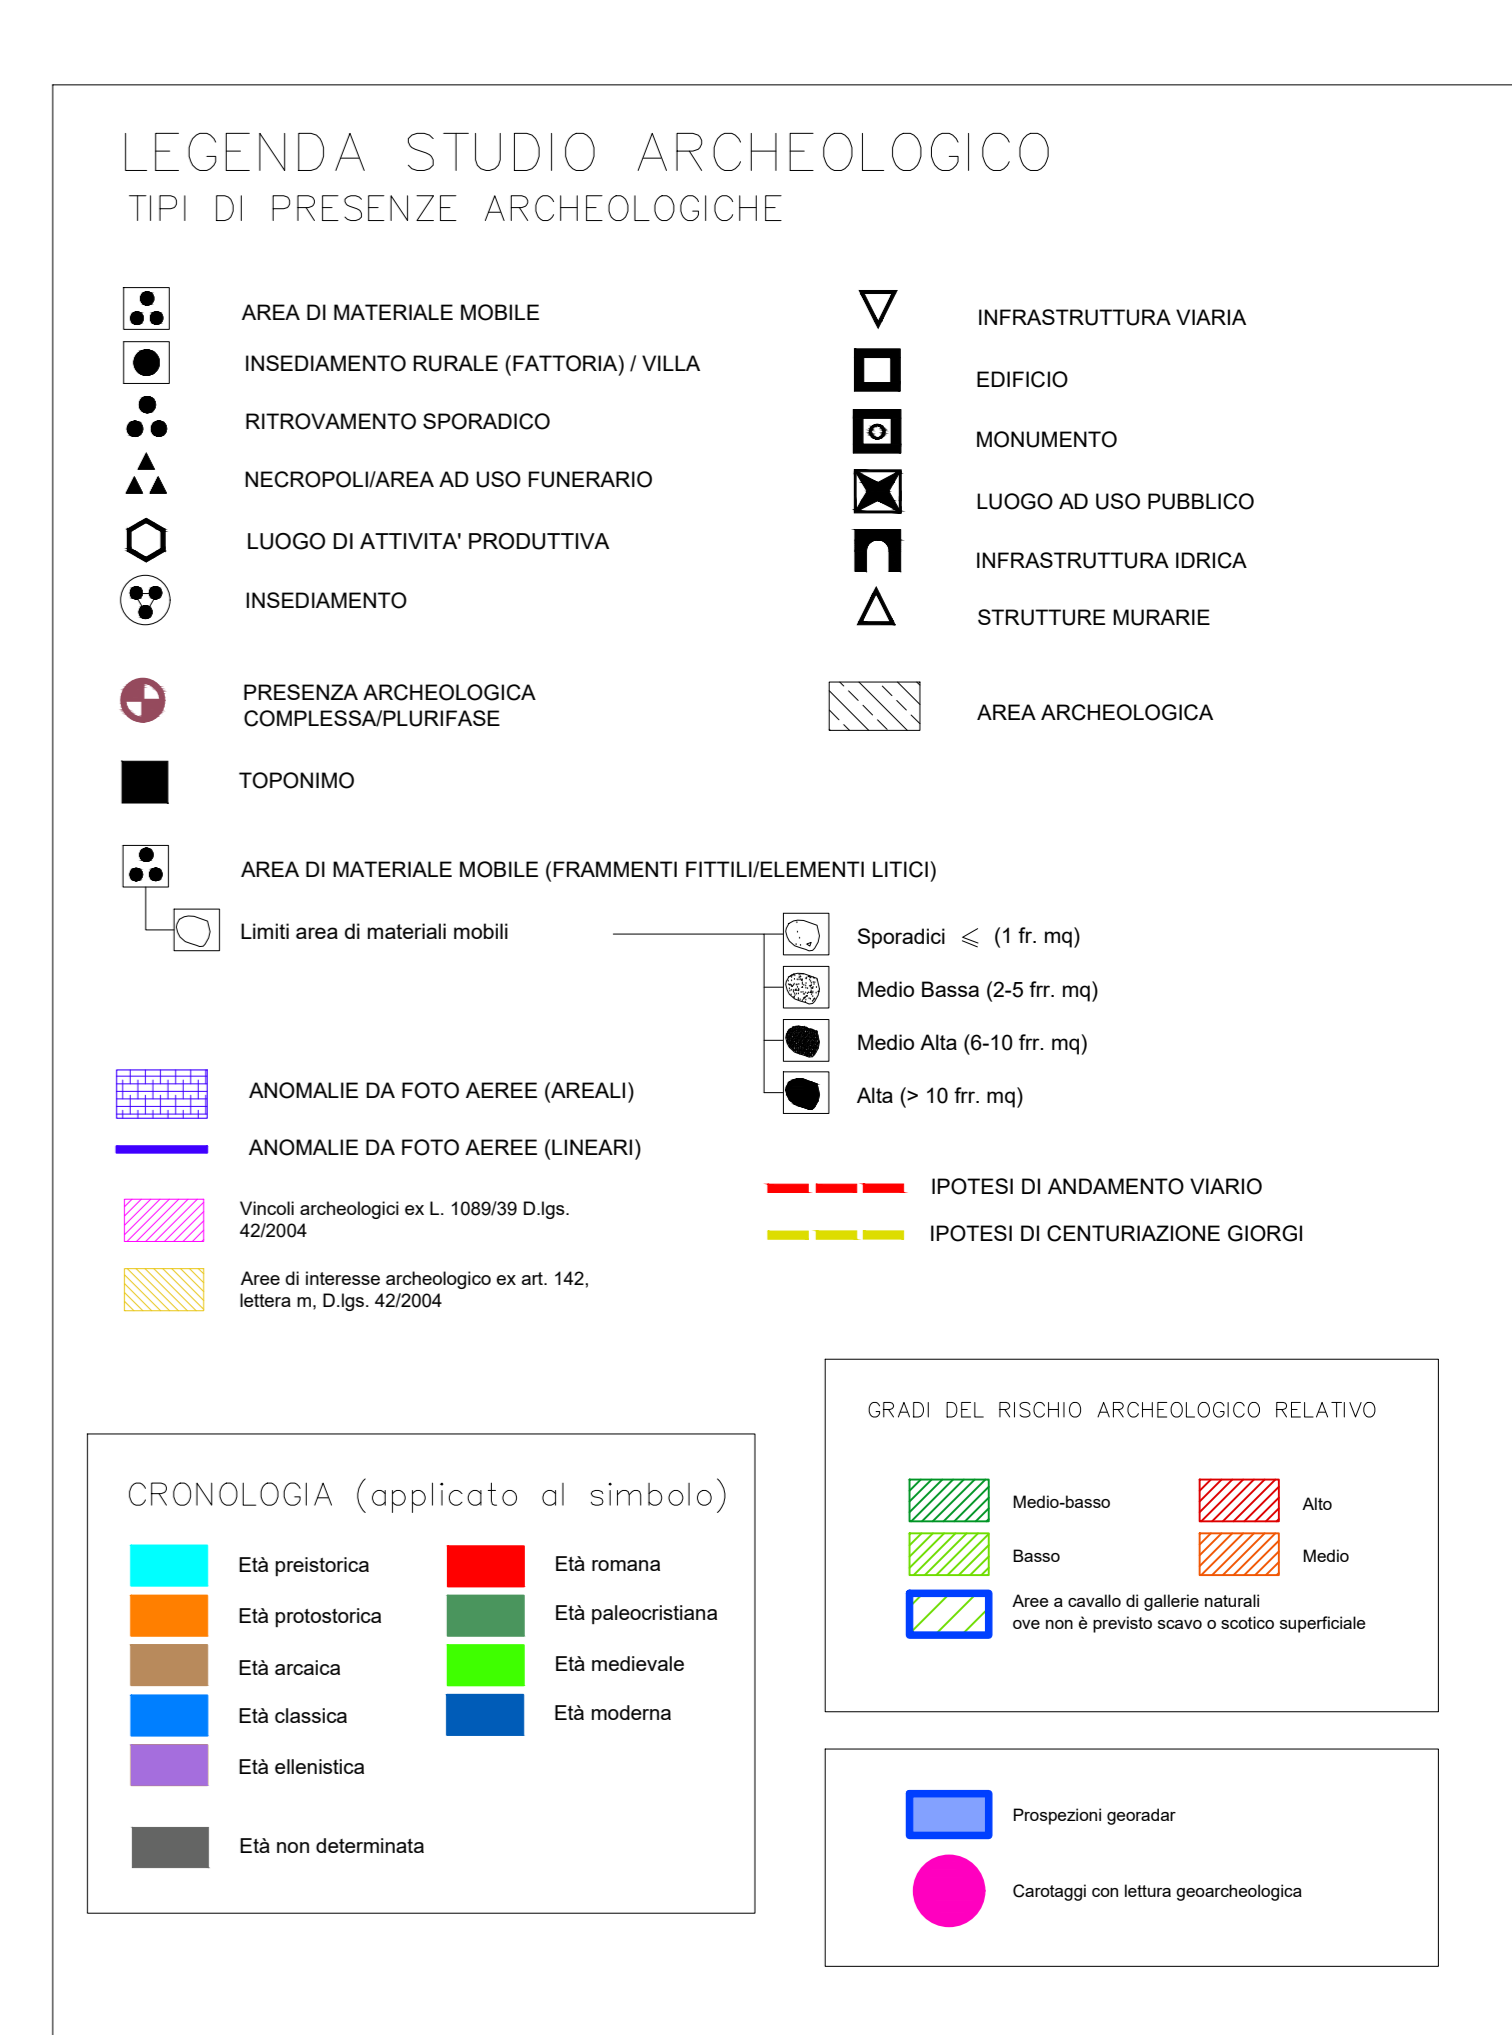 LEGENDA STUDIO ARCHEOLOGICO
TIPI DI PRESENZE ARCHEOLOGICHE
AREA DI MATERIALE MOBILE
INSEDIAMENTO RURALE (FATTORIA) / VILLA
RITROVAMENTO SPORADICO
NECROPOLI/AREA AD USO FUNERARIO
LUOGO DI ATTIVITA' PRODUTTIVA
INSEDIAMENTO
PRESENZA ARCHEOLOGICA
COMPLESSA/PLURIFASE
TOPONIMO
INFRASTRUTTURA VIARIA
EDIFICIO
MONUMENTO
LUOGO AD USO PUBBLICO
INFRASTRUTTURA IDRICA
STRUTTURE MURARIE
AREA ARCHEOLOGICA
AREA DI MATERIALE MOBILE (FRAMMENTI FITTILI/ELEMENTI LITICI)
Limiti area di materiali mobili
Sporadici ⩽ (1 fr. mq)
Medio Bassa (2-5 frr. mq)
Medio Alta (6-10 frr. mq)
Alta (> 10 frr. mq)
ANOMALIE DA FOTO AEREE (AREALI)
ANOMALIE DA FOTO AEREE (LINEARI)
Vincoli archeologici ex L. 1089/39 D.lgs.
42/2004
Aree di interesse archeologico ex art. 142,
lettera m, D.lgs. 42/2004
IPOTESI DI ANDAMENTO VIARIO
IPOTESI DI CENTURIAZIONE GIORGI
CRONOLOGIA (applicato al simbolo)
Età preistorica
Età protostorica
Età arcaica
Età classica
Età ellenistica
Età non determinata
Età romana
Età paleocristiana
Età medievale
Età moderna
GRADI DEL RISCHIO ARCHEOLOGICO RELATIVO
Medio-basso
Alto
Basso
Medio
Aree a cavallo di gallerie naturali
ove non è previsto scavo o scotico superficiale
Prospezioni georadar
Carotaggi con lettura geoarcheologica